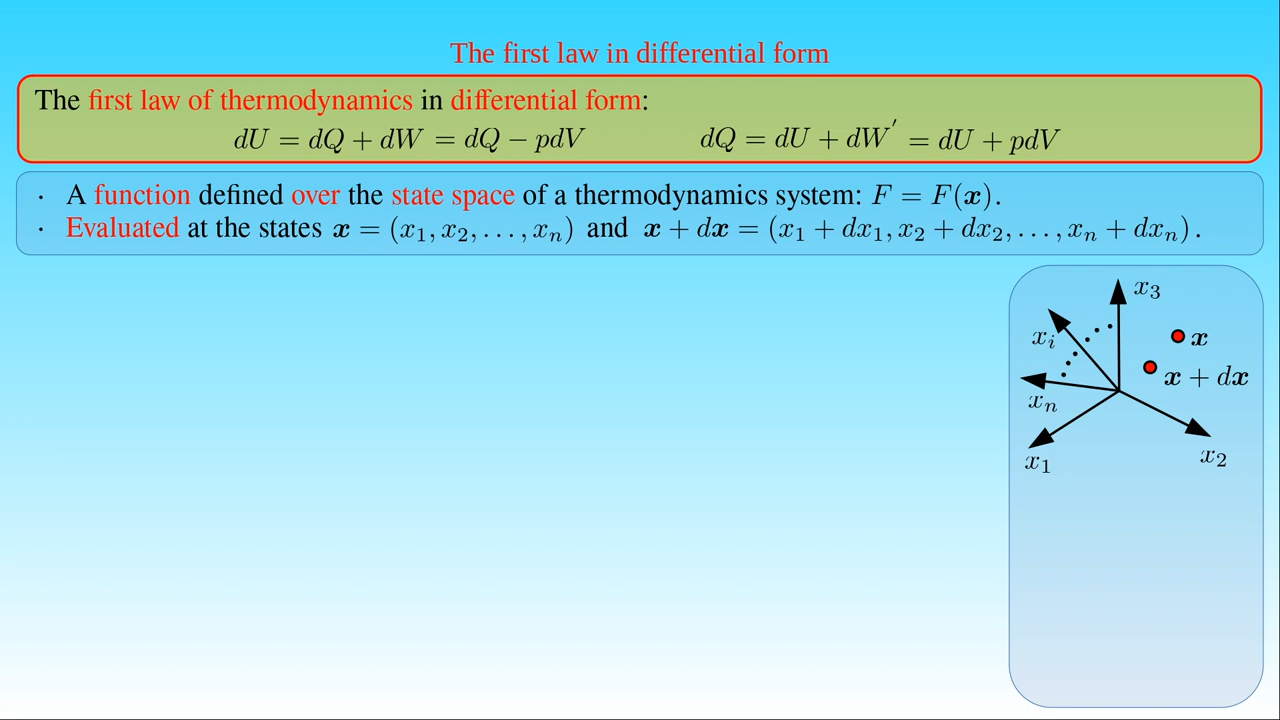 The first law in differential form
The first law of thermodynamics in differential form:
dU = dQ + dW = dQ − pdV dQ = dU + dW′ = dU + pdV
· A function defined over the state space of a thermodynamics system: F = F(x).
· Evaluated at the states x = (x₁, x₂, . . . , xₙ) and x + dx = (x₁ + dx₁, x₂ + dx₂, . . . , xₙ + dxₙ).
x₃
xᵢ
x
x + dx
xₙ
x₂
x₁